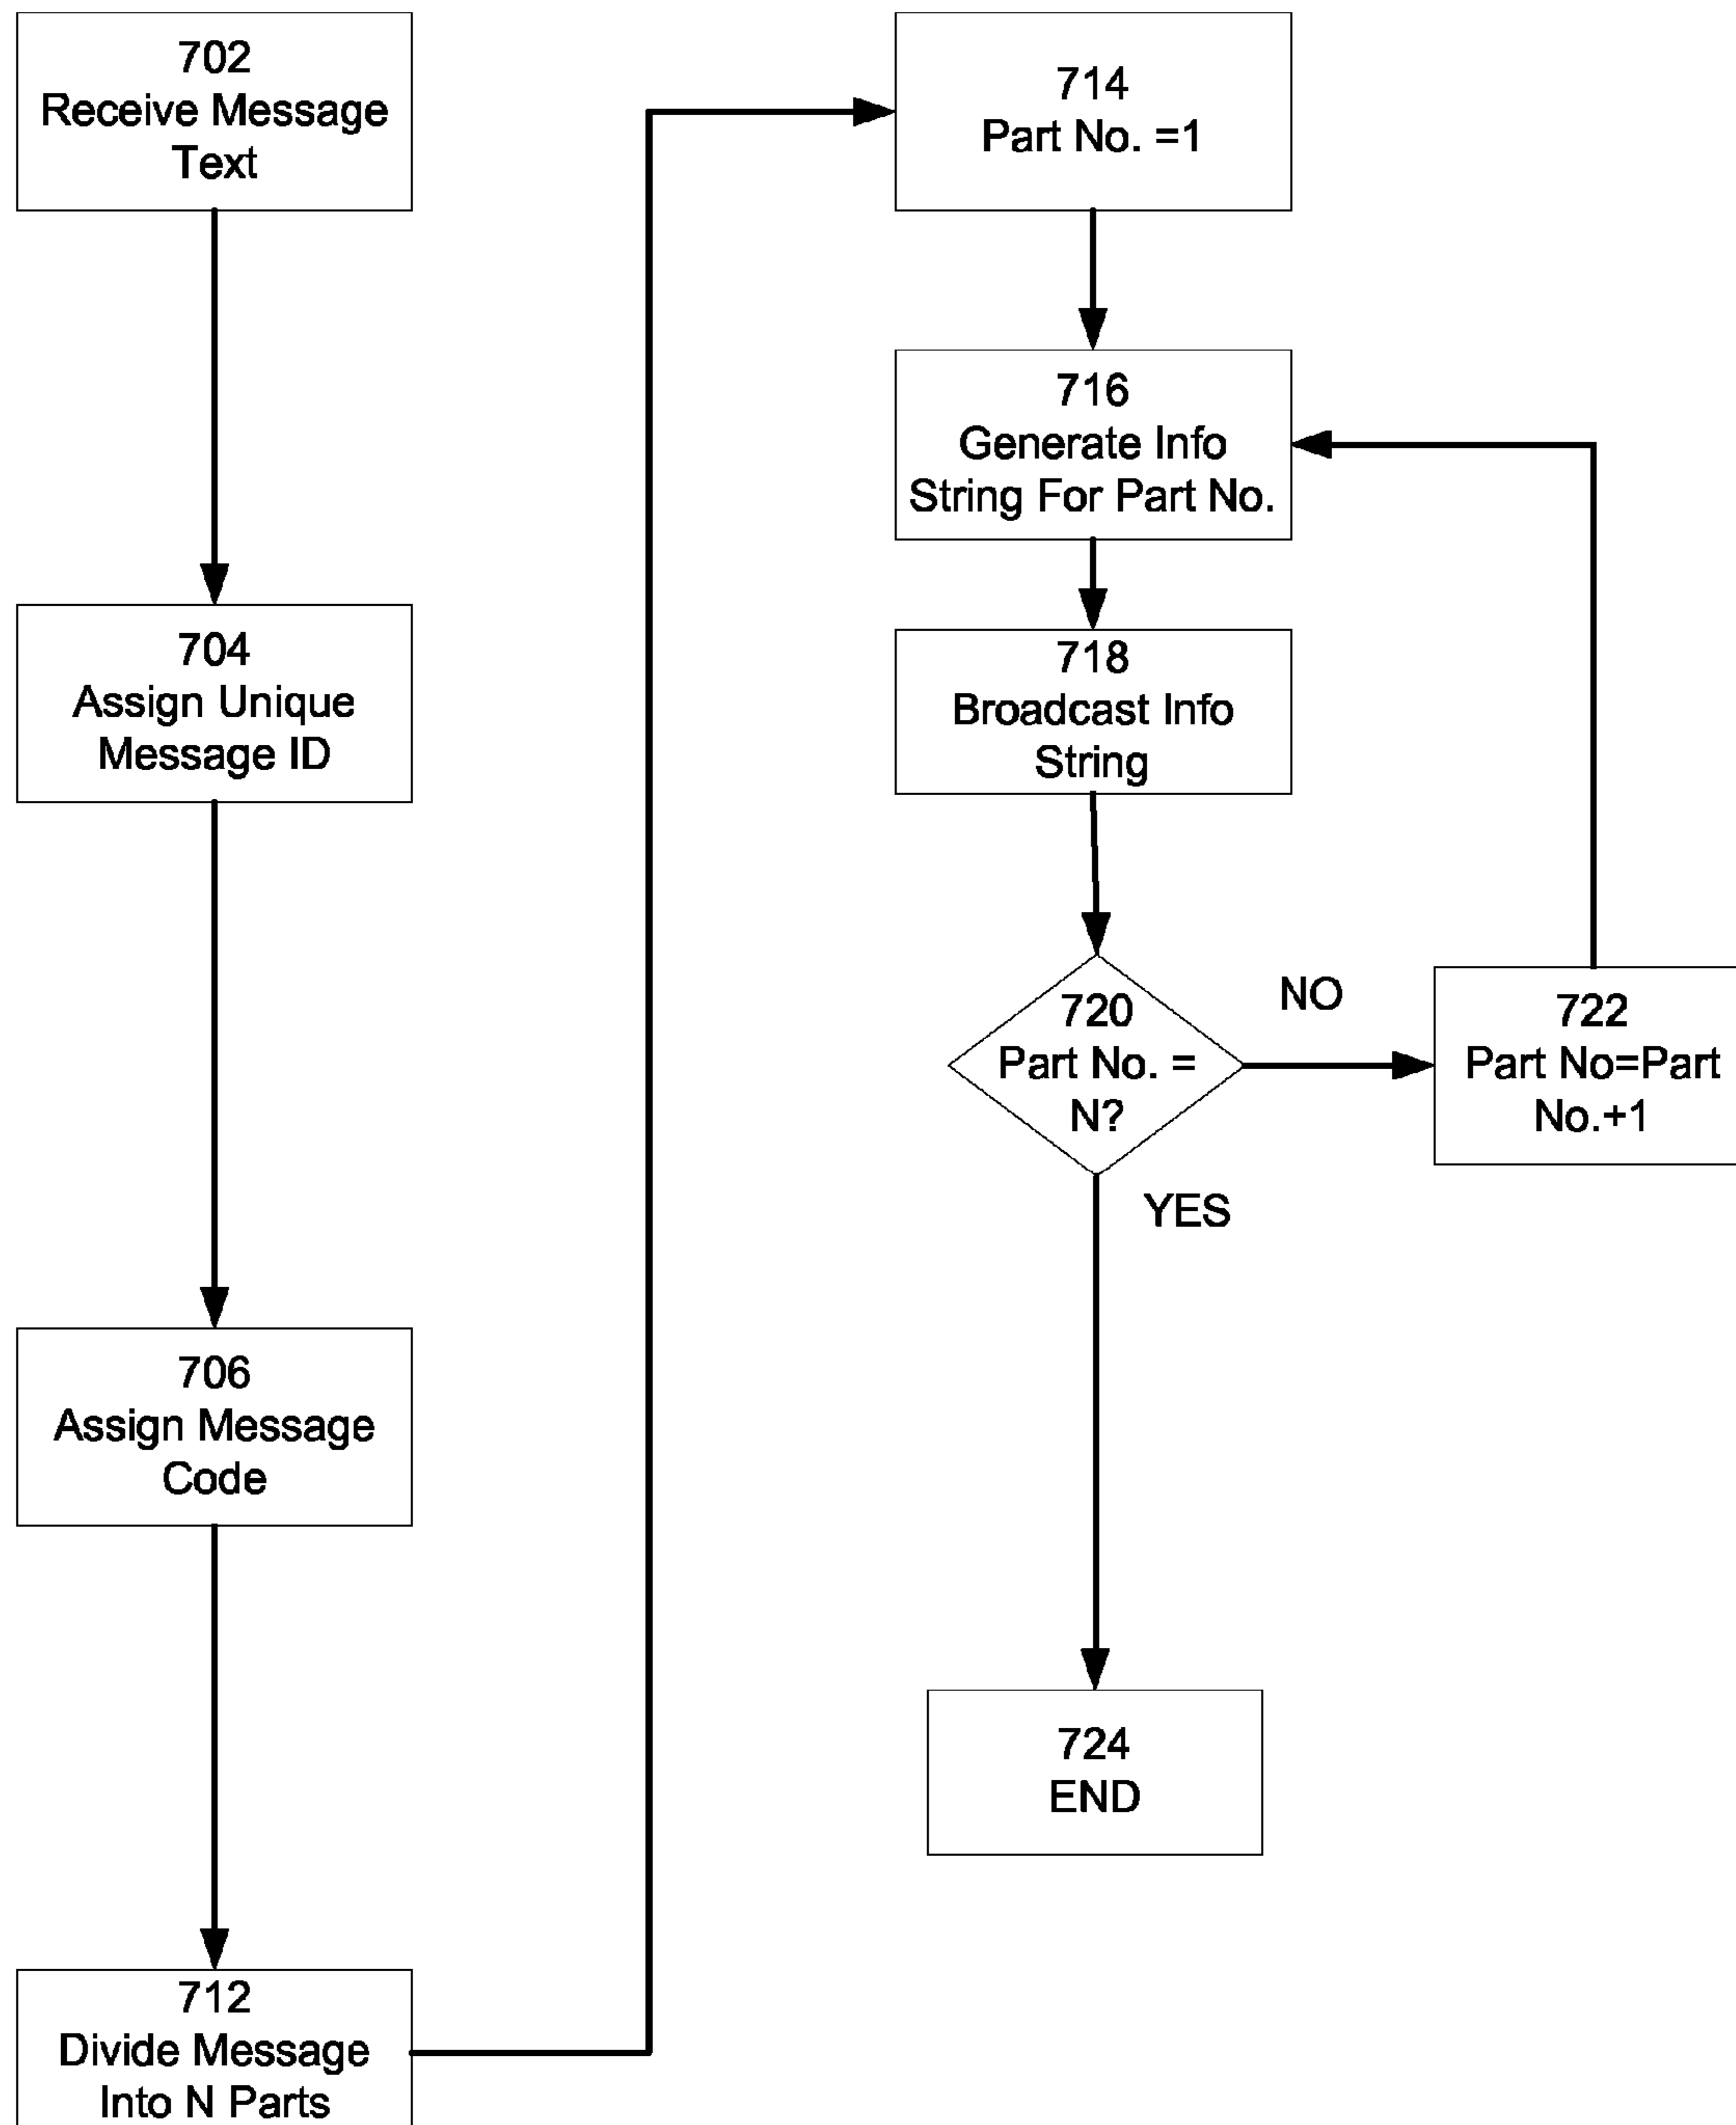 702
Receive Message
Text
704
Assign Unique
Message ID
706
Assign Message
Code
712
Divide Message
Into N Parts
714
Part No. =1
716
Generate Info
String For Part No.
718
Broadcast Info
String
720
Part No. =
N?
NO
722
Part No=Part
No.+1
YES
724
END